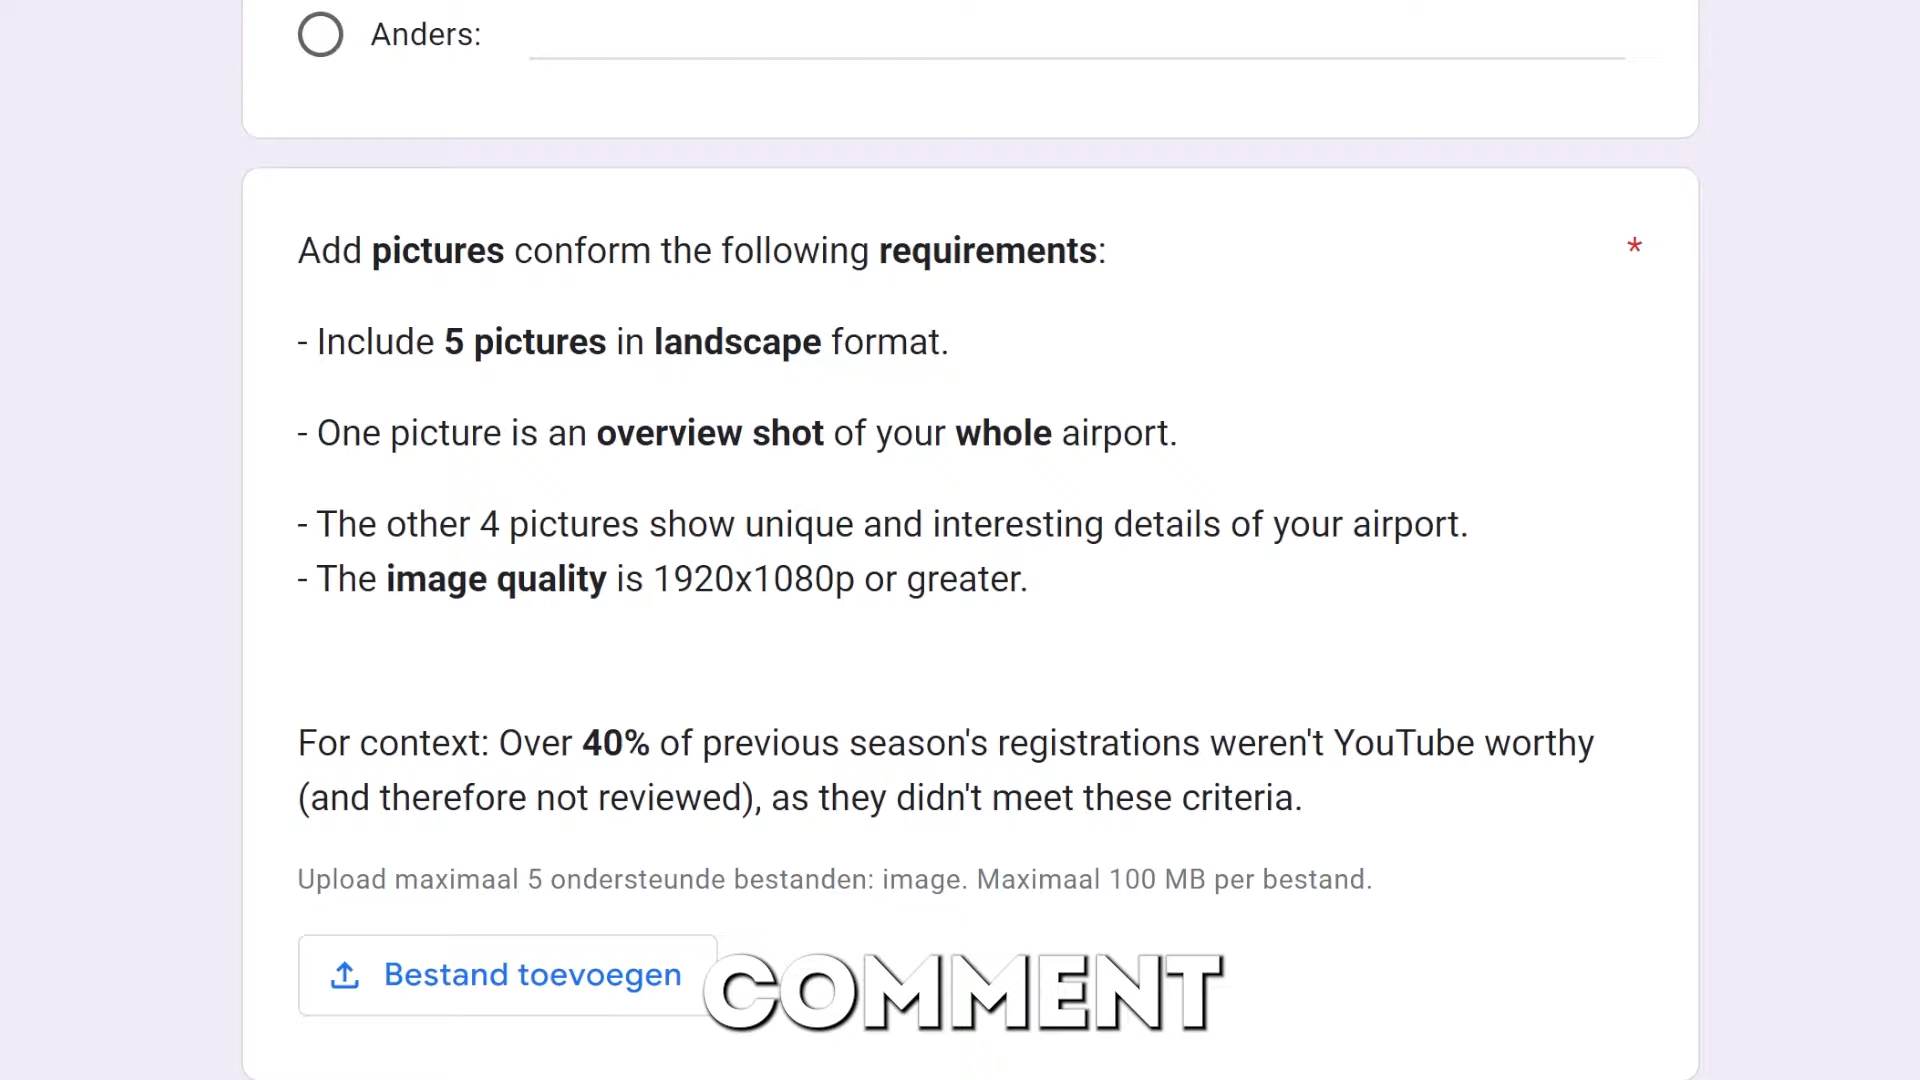 Anders:
Add pictures conform the following requirements: *
- Include 5 pictures in landscape format.
- One picture is an overview shot of your whole airport.
- The other 4 pictures show unique and interesting details of your airport.
- The image quality is 1920x1080p or greater.
For context: Over 40% of previous season's registrations weren't YouTube worthy
(and therefore not reviewed), as they didn't meet these criteria.
Upload maximaal 5 ondersteunde bestanden: image. Maximaal 100 MB per bestand.
Bestand toevoegen
COMMENT